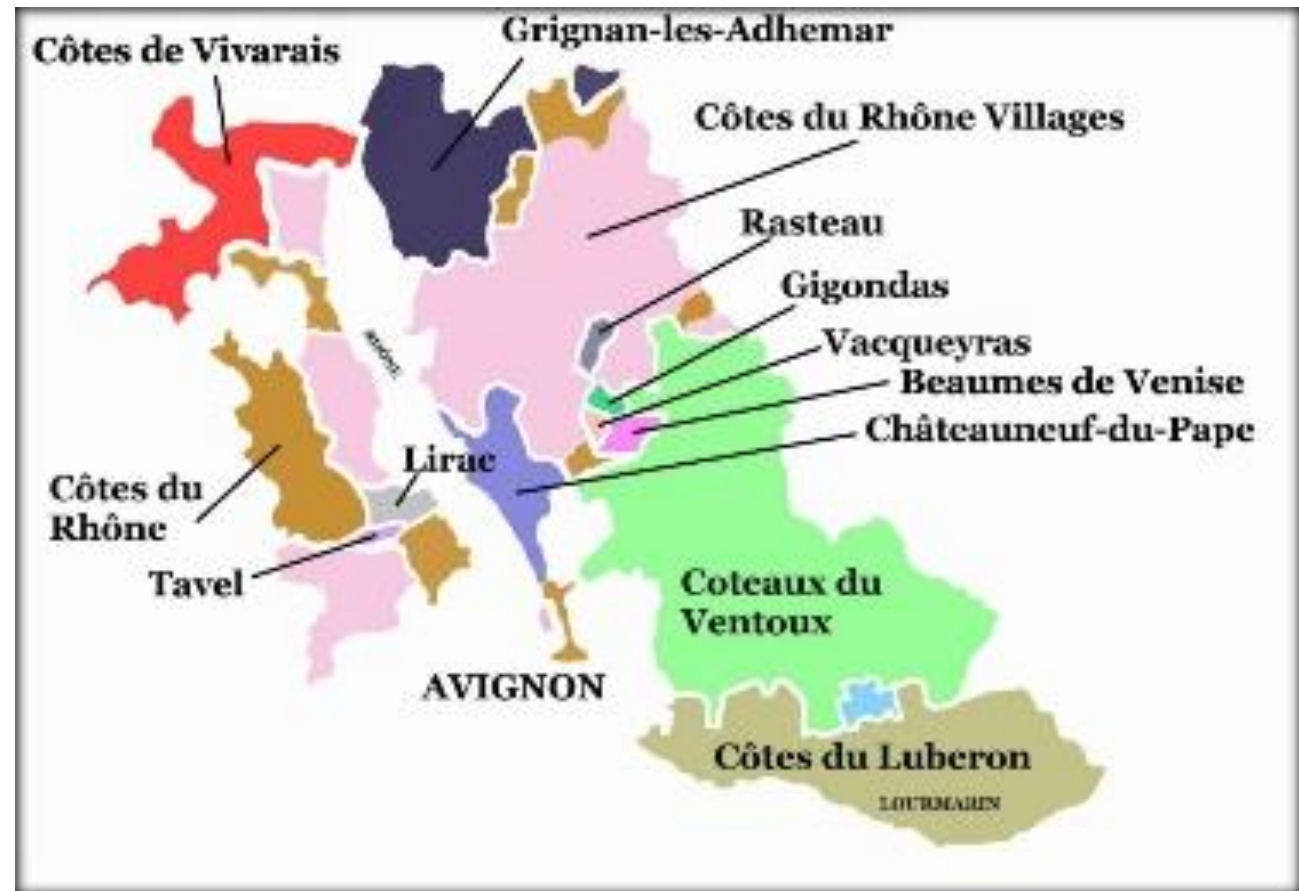 Grignan-les-Adhemar
Côtes de Vivarais
Côtes du Rhône Villages
Rasteau
Gigondas
Vacqueyras
Beaumes de Venise
Châteauneuf-du-Pape
RHÔNE
Lirac
Côtes du
Rhône
Tavel
Coteaux du
Ventoux
AVIGNON
Côtes du Luberon
LOURMARIN